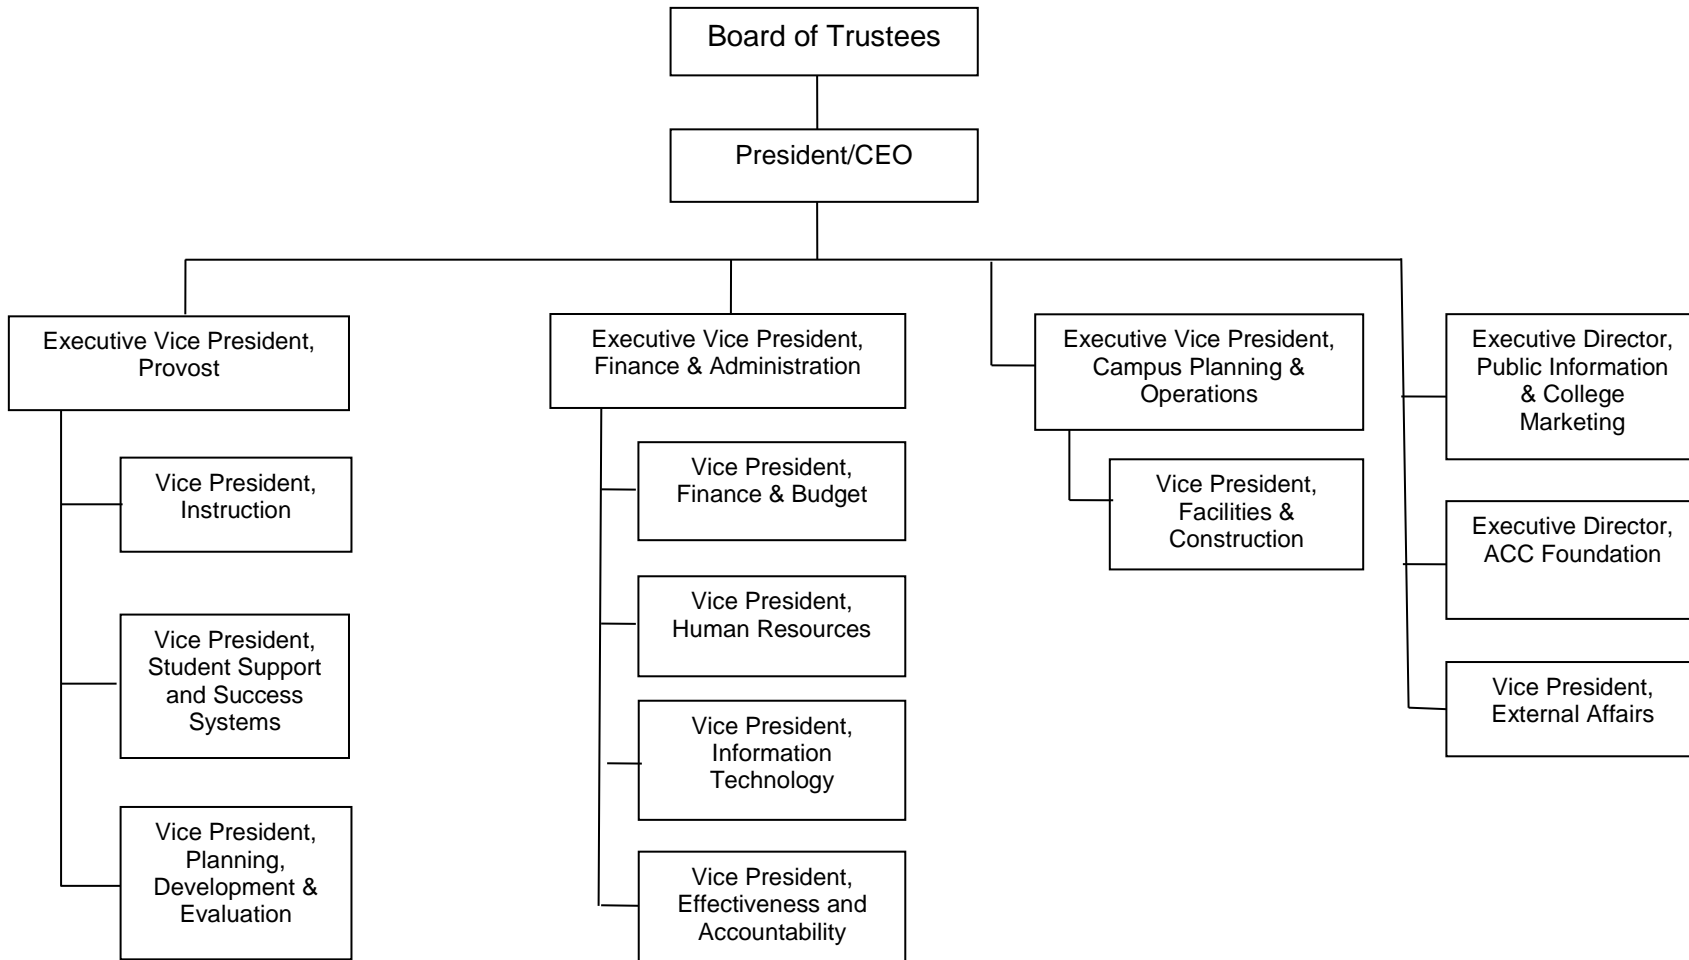 Board of Trustees
President/CEO
Executive Vice President,
Provost
Vice President,
Instruction
Vice President,
Student Support
and Success
Systems
Vice President,
Planning,
Development &
Evaluation
Executive Vice President,
Finance & Administration
Vice President,
Finance & Budget
Vice President,
Human Resources
Vice President,
Information
Technology
Vice President,
Effectiveness and
Accountability
Executive Vice President,
Campus Planning &
Operations
Vice President,
Facilities &
Construction
Executive Director,
Public Information
& College
Marketing
Executive Director,
ACC Foundation
Vice President,
External Affairs